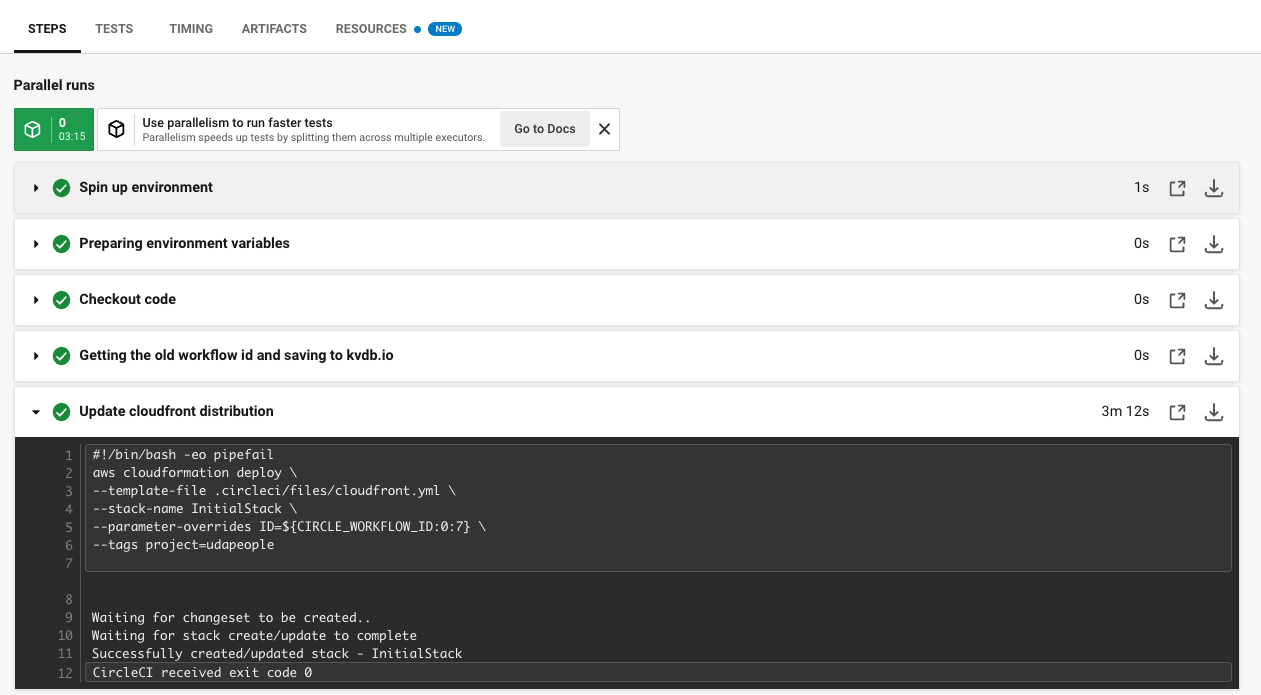 STEPS TESTS TIMING ARTIFACTS RESOURCES NEW
Parallel runs
0
03:15
Use parallelism to run faster tests
Parallelism speeds up tests by splitting them across multiple executors.
Go to Docs
Spin up environment 1s
Preparing environment variables 0s
Checkout code 0s
Getting the old workflow id and saving to kvdb.io 0s
Update cloudfront distribution 3m 12s
1 #!/bin/bash -eo pipefail
2 aws cloudformation deploy \
3 --template-file .circleci/files/cloudfront.yml \
4 --stack-name InitialStack \
5 --parameter-overrides ID=${CIRCLE_WORKFLOW_ID:0:7} \
6 --tags project=udapeople
7
8
9 Waiting for changeset to be created..
10 Waiting for stack create/update to complete
11 Successfully created/updated stack - InitialStack
12 CircleCI received exit code 0